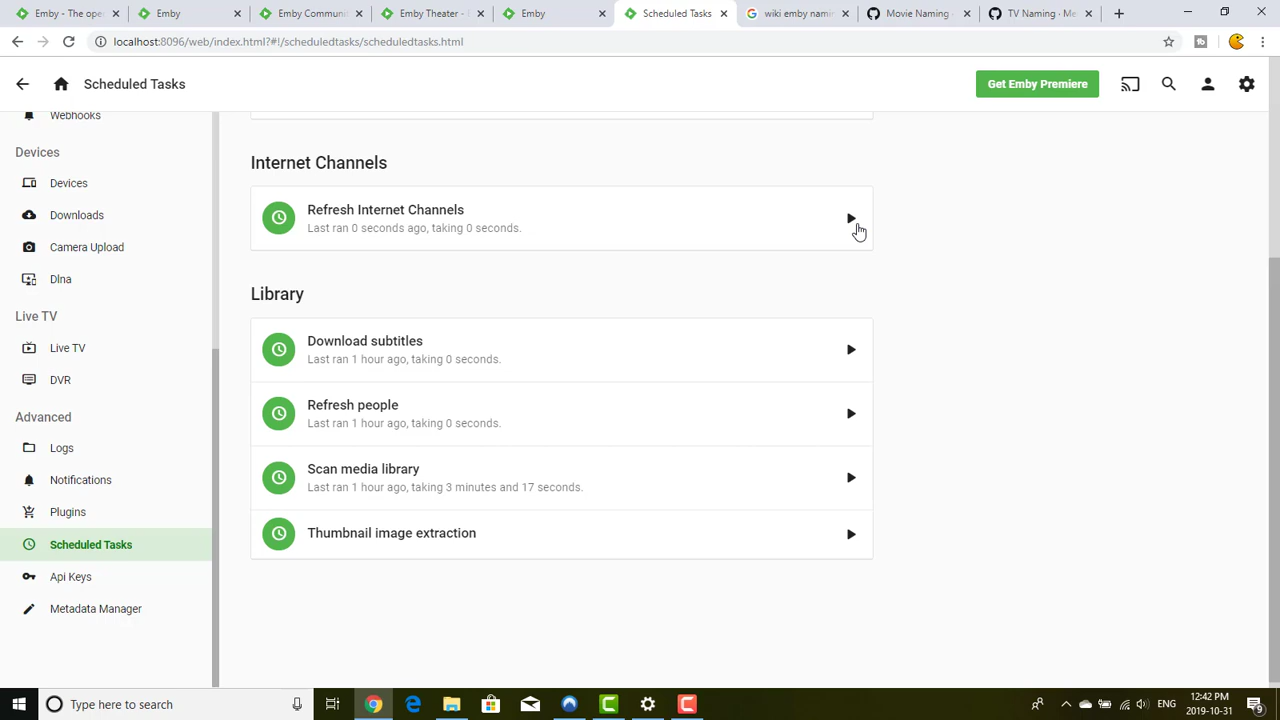 Emby - The ope
Emby
Emby Communi
Emby Theater -
Emby
Scheduled Tasks
wiki emby nami
Movie Naming
TV Naming · Me
localhost:8096/web/index.html?#!/scheduledtasks/scheduledtasks.html
Scheduled Tasks
Get Emby Premiere
Webhooks
Devices
Devices
Downloads
Camera Upload
Dlna
Live TV
Live TV
DVR
Advanced
Logs
Notifications
Plugins
Scheduled Tasks
Api Keys
Metadata Manager
Internet Channels
Refresh Internet Channels
Last ran 0 seconds ago, taking 0 seconds.
Library
Download subtitles
Last ran 1 hour ago, taking 0 seconds.
Refresh people
Last ran 1 hour ago, taking 0 seconds.
Scan media library
Last ran 1 hour ago, taking 3 minutes and 17 seconds.
Thumbnail image extraction
Type here to search
ENG
12:42 PM
2019-10-31